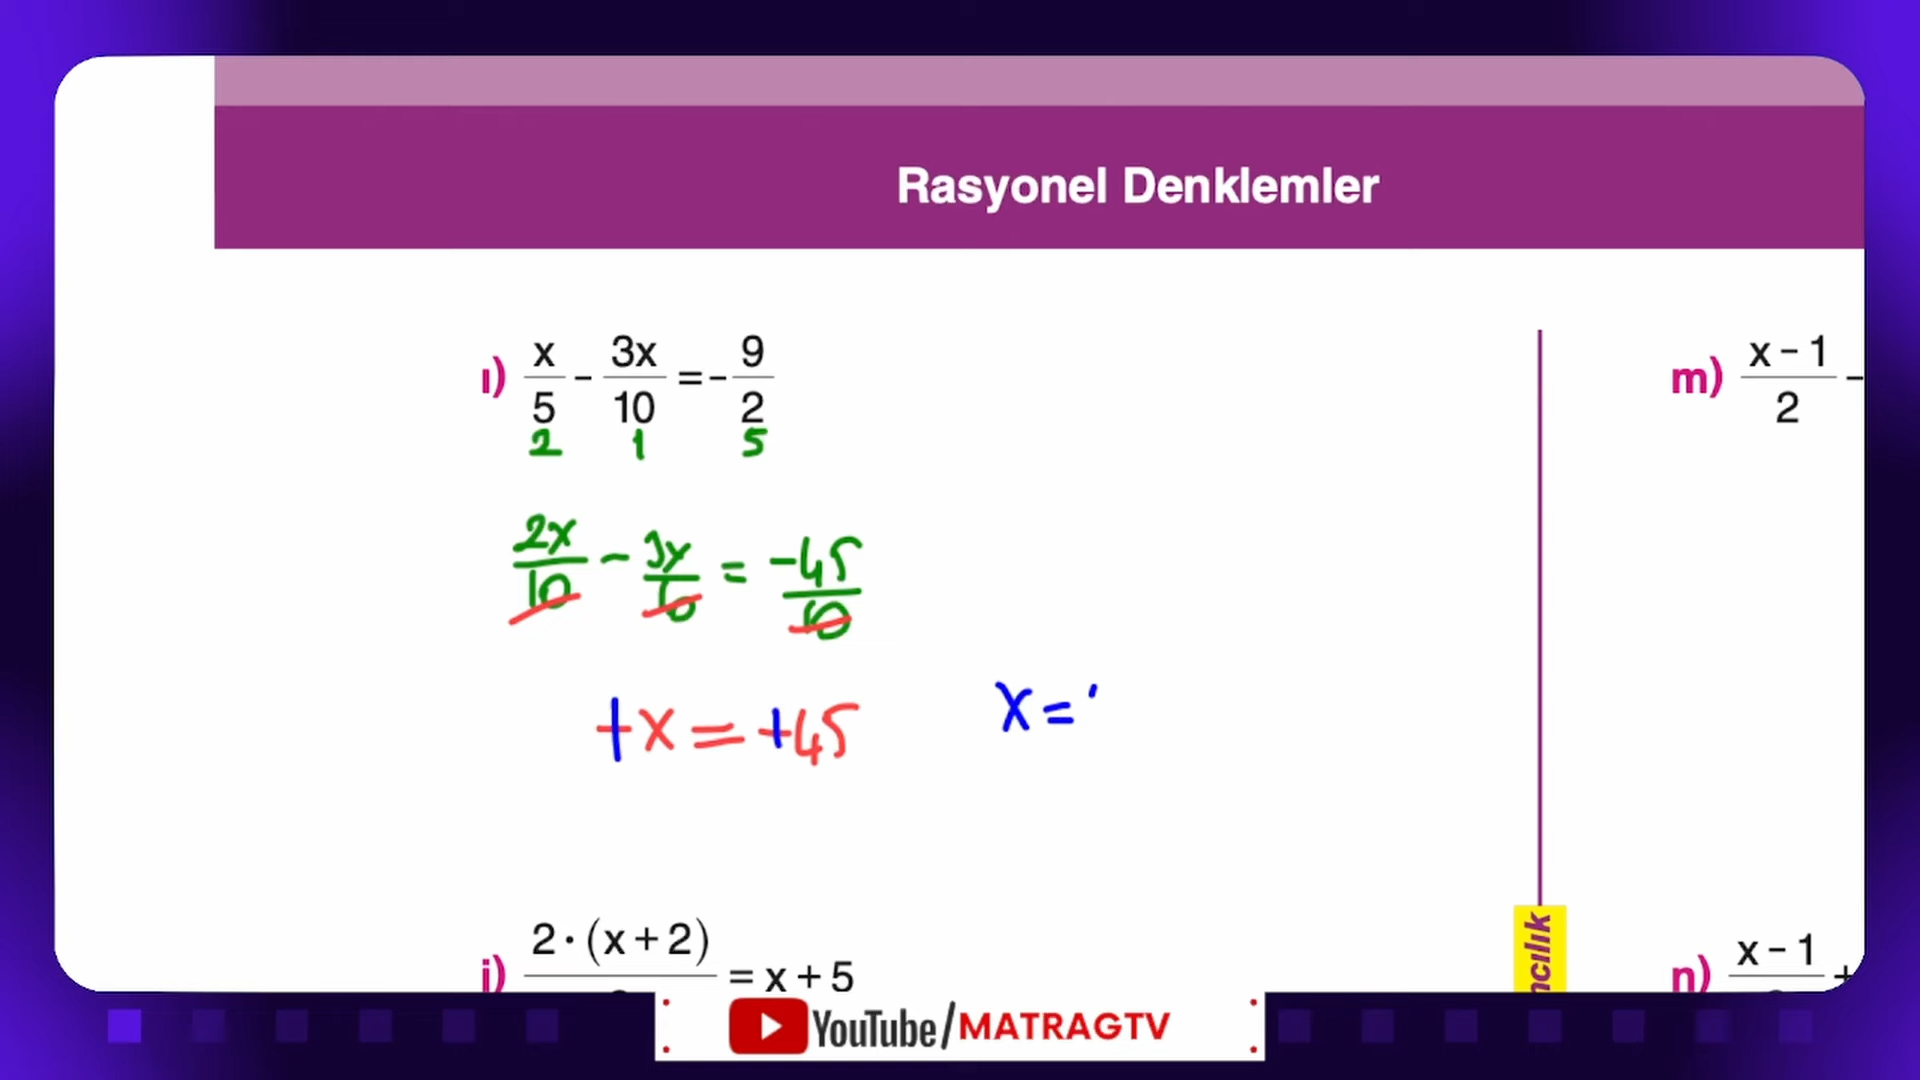 Rasyonel Denklemler
ı) x/5 - 3x/10 = - 9/2
2 1 5
2x/10 - 3x/10 = -45/10
+x = +45
x =
i) 2 · (x + 2) = x + 5
m) x - 1/2 -
n) x - 1 +
ncılık
YouTube/MATRAGTV